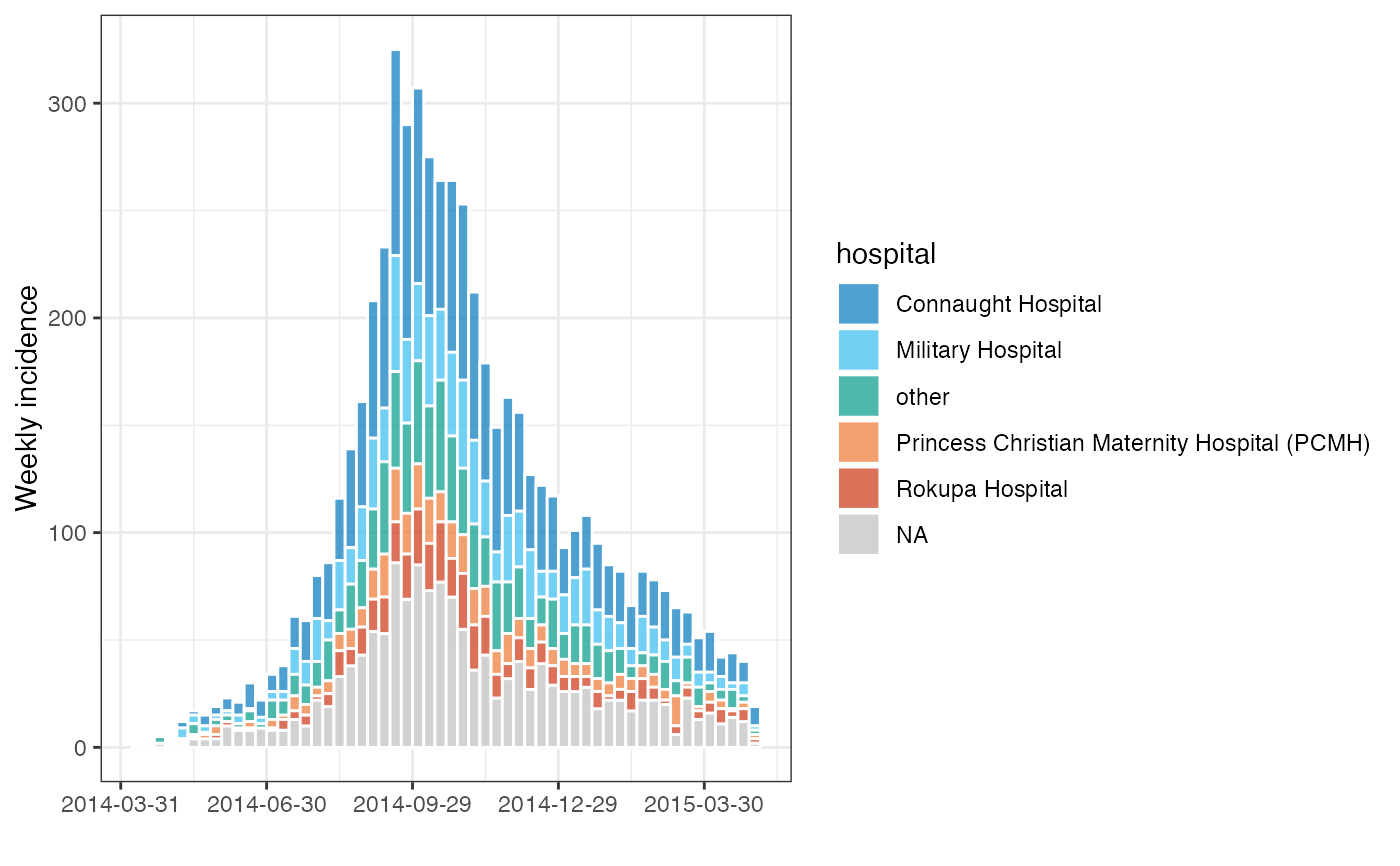 Weekly incidence
300
200
100
0
2014-03-31 2014-06-30 2014-09-29 2014-12-29 2015-03-30
hospital
Connaught Hospital
Military Hospital
other
Princess Christian Maternity Hospital (PCMH)
Rokupa Hospital
NA